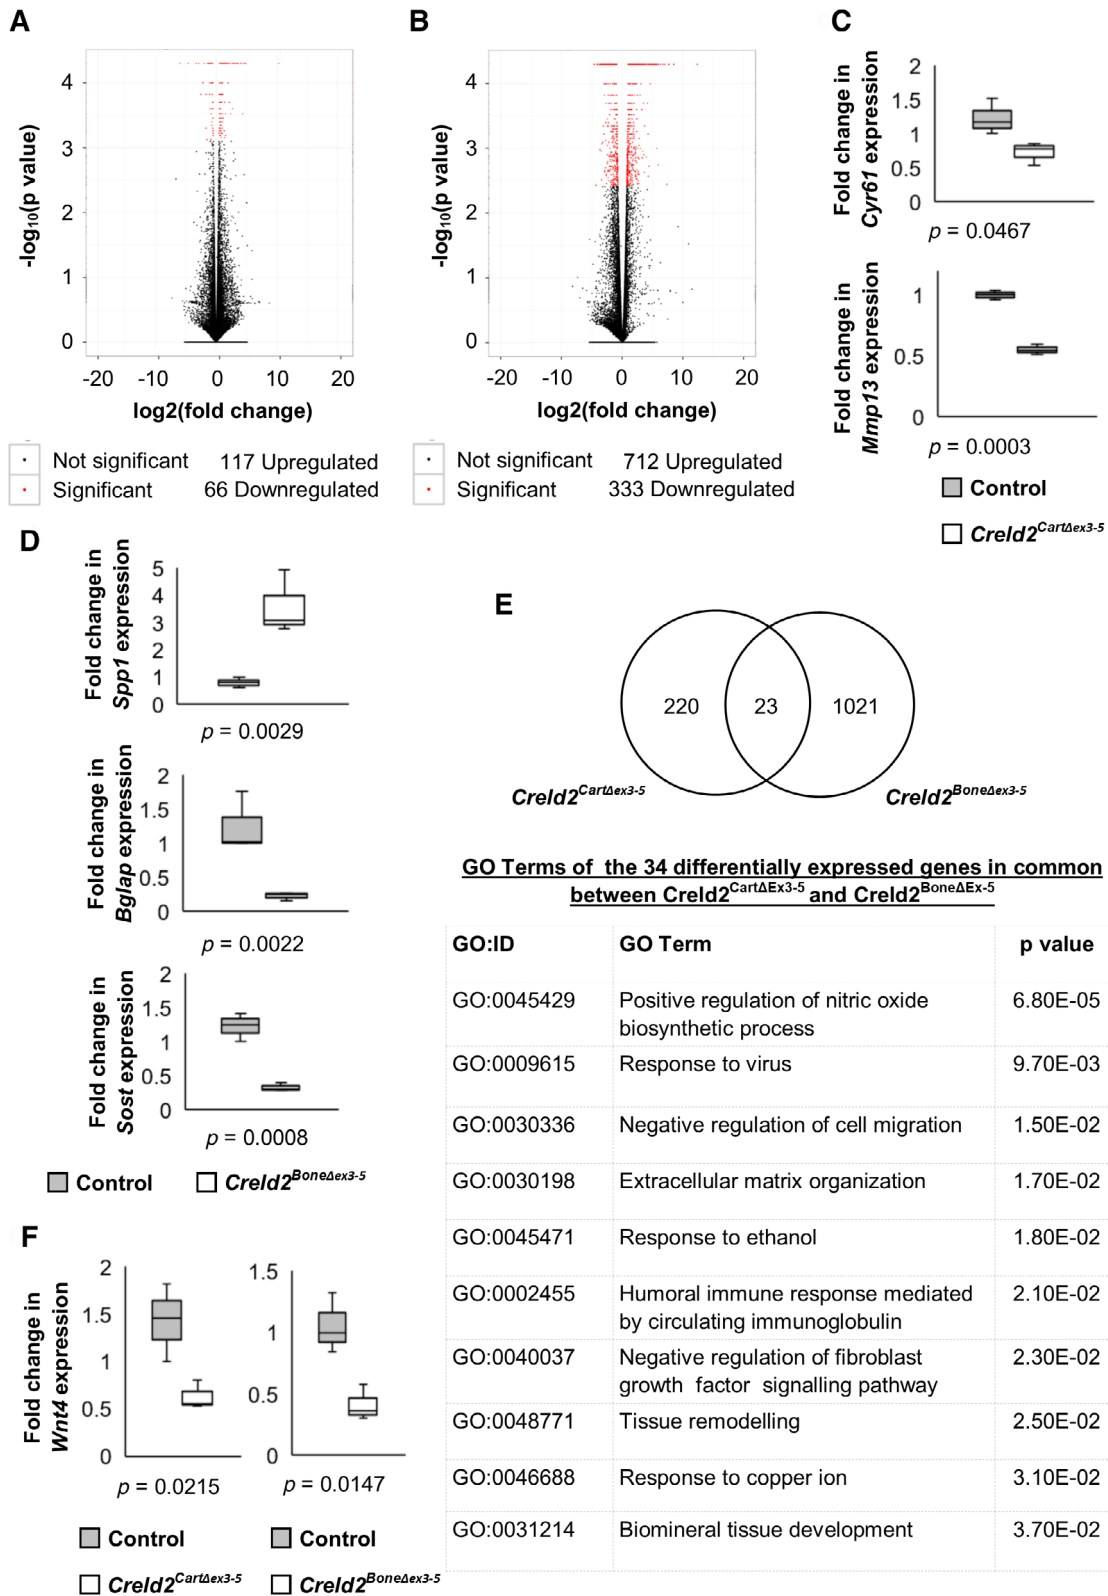 A
-log10(p value)
4
3
2
1
0
-20 -10 0 10 20
log2(fold change)
Not significant 117 Upregulated
Significant 66 Downregulated
B
-log10(p value)
4
3
2
1
0
-20 -10 0 10 20
log2(fold change)
Not significant 712 Upregulated
Significant 333 Downregulated
C
Fold change in
Cyr61 expression
2
1.5
1
0.5
0
p = 0.0467
Fold change in
Mmp13 expression
1
0.5
0
p = 0.0003
Control
Creld2CartΔex3-5
D
Fold change in
Spp1 expression
5
4
3
2
1
0
p = 0.0029
Fold change in
Bglap expression
2
1.5
1
0.5
0
p = 0.0022
Fold change in
Sost expression
2
1.5
1
0.5
0
p = 0.0008
Control Creld2BoneΔex3-5
E
220 23 1021
Creld2CartΔex3-5 Creld2BoneΔex3-5
GO Terms of the 34 differentially expressed genes in common
between Creld2CartΔEx3-5 and Creld2BoneΔEx-5
GO:ID GO Term p value
GO:0045429 Positive regulation of nitric oxide 6.80E-05
biosynthetic process
GO:0009615 Response to virus 9.70E-03
GO:0030336 Negative regulation of cell migration 1.50E-02
GO:0030198 Extracellular matrix organization 1.70E-02
GO:0045471 Response to ethanol 1.80E-02
GO:0002455 Humoral immune response mediated 2.10E-02
by circulating immunoglobulin
GO:0040037 Negative regulation of fibroblast 2.30E-02
growth factor signalling pathway
GO:0048771 Tissue remodelling 2.50E-02
GO:0046688 Response to copper ion 3.10E-02
GO:0031214 Biomineral tissue development 3.70E-02
F
Fold change in
Wnt4 expression
2
1.5
1
0.5
0
p = 0.0215
Control
Creld2CartΔex3-5
1.5
1
0.5
0
p = 0.0147
Control
Creld2BoneΔex3-5